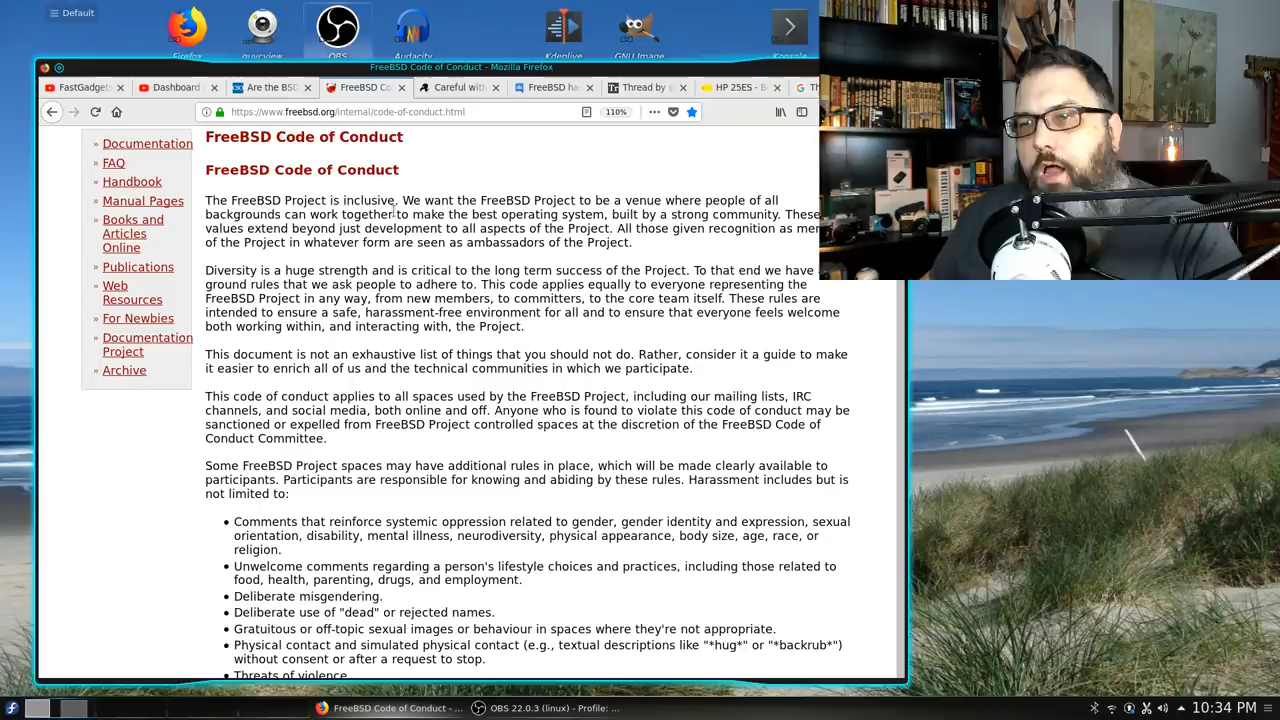 Default
Firefox
guvcview
OBS
Audacity
Kdenlive
GNU Image
Konsole
FreeBSD Code of Conduct - Mozilla Firefox
FastGadgets
Dashboard
Are the BSD
FreeBSD Co
Careful with
FreeBSD ha
Thread by
HP 25ES - B
Th
https://www.freebsd.org/internal/code-of-conduct.html
110%
» Documentation
» FAQ
» Handbook
» Manual Pages
» Books and
Articles
Online
» Publications
» Web
Resources
» For Newbies
» Documentation
Project
» Archive
FreeBSD Code of Conduct
FreeBSD Code of Conduct
The FreeBSD Project is inclusive. We want the FreeBSD Project to be a venue where people of all
backgrounds can work together to make the best operating system, built by a strong community. These
values extend beyond just development to all aspects of the Project. All those given recognition as mem
of the Project in whatever form are seen as ambassadors of the Project.
Diversity is a huge strength and is critical to the long term success of the Project. To that end we have
ground rules that we ask people to adhere to. This code applies equally to everyone representing the
FreeBSD Project in any way, from new members, to committers, to the core team itself. These rules are
intended to ensure a safe, harassment-free environment for all and to ensure that everyone feels welcome
both working within, and interacting with, the Project.
This document is not an exhaustive list of things that you should not do. Rather, consider it a guide to make
it easier to enrich all of us and the technical communities in which we participate.
This code of conduct applies to all spaces used by the FreeBSD Project, including our mailing lists, IRC
channels, and social media, both online and off. Anyone who is found to violate this code of conduct may be
sanctioned or expelled from FreeBSD Project controlled spaces at the discretion of the FreeBSD Code of
Conduct Committee.
Some FreeBSD Project spaces may have additional rules in place, which will be made clearly available to
participants. Participants are responsible for knowing and abiding by these rules. Harassment includes but is
not limited to:
• Comments that reinforce systemic oppression related to gender, gender identity and expression, sexual
orientation, disability, mental illness, neurodiversity, physical appearance, body size, age, race, or
religion.
• Unwelcome comments regarding a person's lifestyle choices and practices, including those related to
food, health, parenting, drugs, and employment.
• Deliberate misgendering.
• Deliberate use of "dead" or rejected names.
• Gratuitous or off-topic sexual images or behaviour in spaces where they're not appropriate.
• Physical contact and simulated physical contact (e.g., textual descriptions like "*hug*" or "*backrub*")
without consent or after a request to stop.
• Threats of violence
FreeBSD Code of Conduct - ...
OBS 22.0.3 (linux) - Profile: ...
10:34 PM